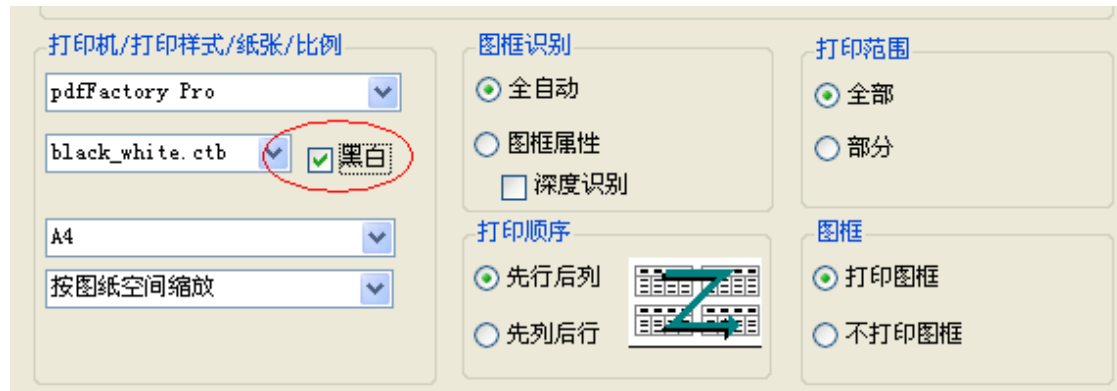 打印机/打印样式/纸张/比例
pdfFactory Pro
black_white.ctb
黑白
A4
按图纸空间缩放
图框识别
全自动
图框属性
深度识别
打印顺序
先行后列
先列后行
打印范围
全部
部分
图框
打印图框
不打印图框